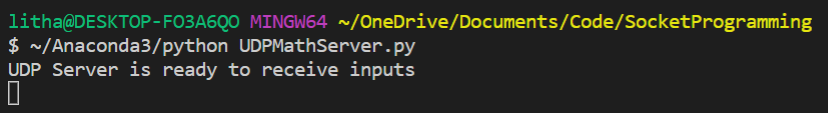 litha@DESKTOP-FO3A6QO MINGW64 ~/OneDrive/Documents/Code/SocketProgramming
$ ~/Anaconda3/python UDPMathServer.py
UDP Server is ready to receive inputs